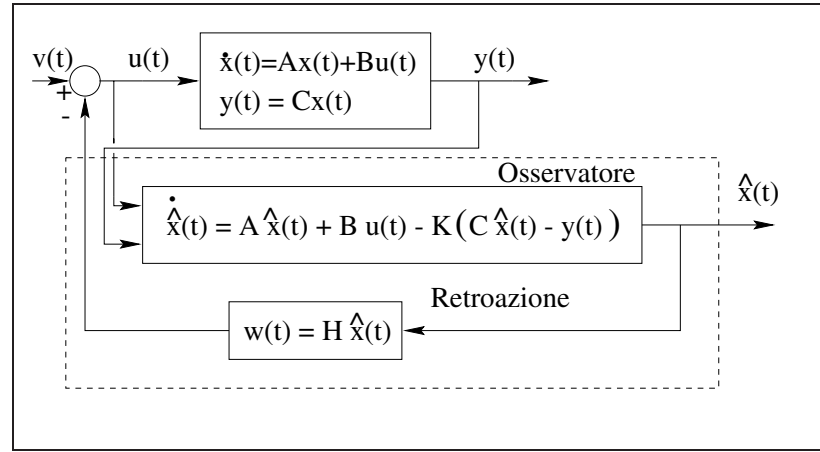 v(t)
u(t)
ẋ(t)=Ax(t)+Bu(t)
y(t) = Cx(t)
y(t)
+
-
Osservatore
x̂̇(t) = A x̂(t) + B u(t) - K(C x̂(t) - y(t))
x̂(t)
Retroazione
w(t) = H x̂(t)